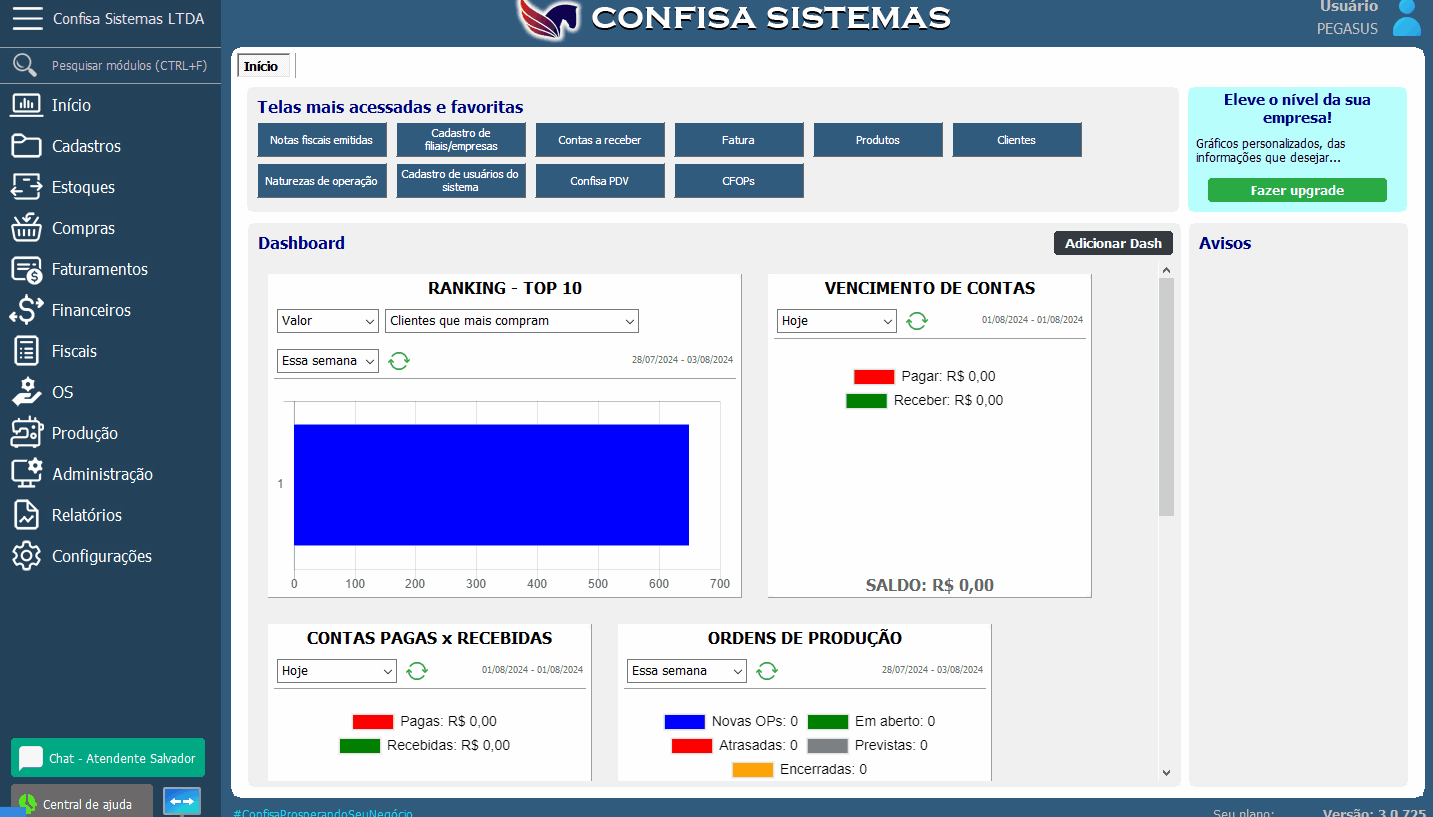 Confisa Sistemas LTDA
CONFISA SISTEMAS
Usuário
PEGASUS
Pesquisar módulos (CTRL+F)
Início
Cadastros
Estoques
Compras
Faturamentos
Financeiros
Fiscais
OS
Produção
Administração
Relatórios
Configurações
Chat - Atendente Salvador
Central de ajuda
Início
Telas mais acessadas e favoritas
Notas fiscais emitidas
Cadastro de
filiais/empresas
Contas a receber
Fatura
Produtos
Clientes
Naturezas de operação
Cadastro de usuários do
sistema
Confisa PDV
CFOPs
Eleve o nível da sua
empresa!
Gráficos personalizados, das
informações que desejar...
Fazer upgrade
Dashboard
Adicionar Dash
Avisos
RANKING - TOP 10
Valor
Clientes que mais compram
Essa semana
28/07/2024 - 03/08/2024
1
0 100 200 300 400 500 600 700
VENCIMENTO DE CONTAS
Hoje
01/08/2024 - 01/08/2024
Pagar: R$ 0,00
Receber: R$ 0,00
SALDO: R$ 0,00
CONTAS PAGAS x RECEBIDAS
Hoje
01/08/2024 - 01/08/2024
Pagas: R$ 0,00
Recebidas: R$ 0,00
ORDENS DE PRODUÇÃO
Essa semana
28/07/2024 - 03/08/2024
Novas OPs: 0 Em aberto: 0
Atrasadas: 0 Previstas: 0
Encerradas: 0
#ConfisaProsperandoSeuNegócio
Seu plano:
Versão: 3.0.725